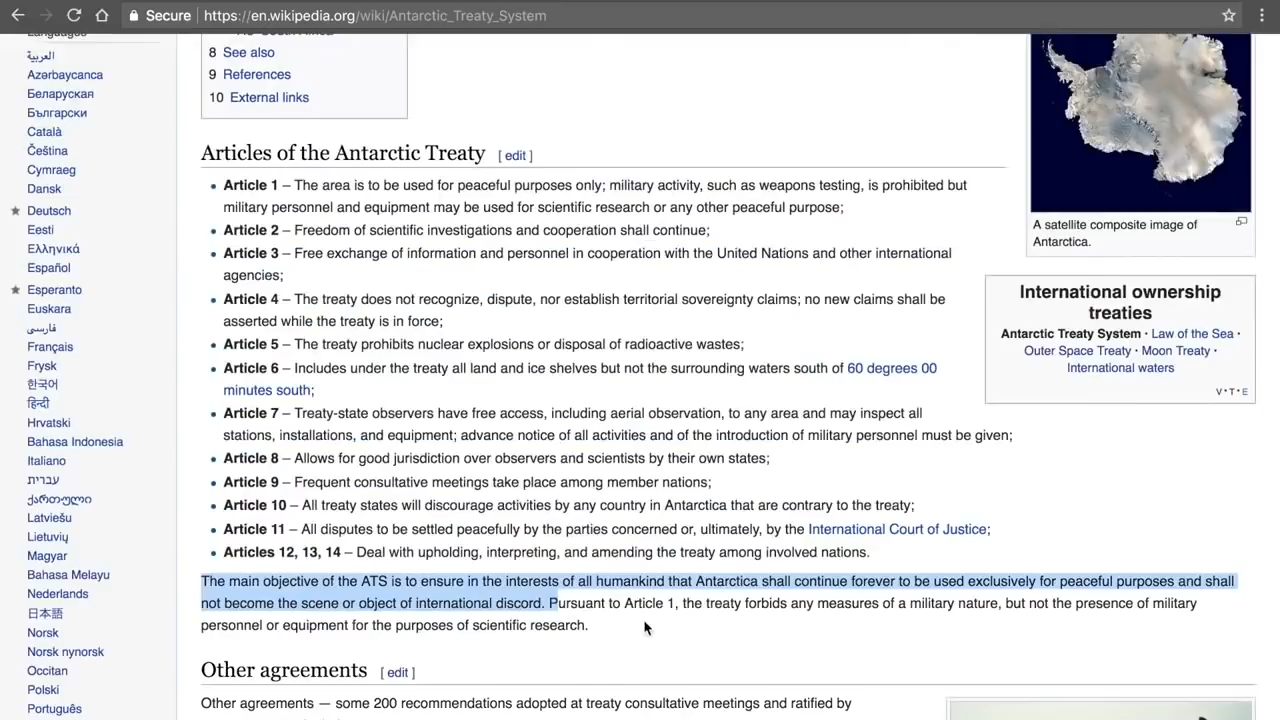 Secure https://en.wikipedia.org/wiki/Antarctic_Treaty_System
Languages
العربية
Azərbaycanca
Беларуская
Български
Català
Čeština
Cymraeg
Dansk
Deutsch
Eesti
Ελληνικά
Español
Esperanto
Euskara
فارسی
Français
Frysk
한국어
हिन्दी
Hrvatski
Bahasa Indonesia
Italiano
עברית
ქართული
Latviešu
Lietuvių
Magyar
Bahasa Melayu
Nederlands
日本語
Norsk
Norsk nynorsk
Occitan
Polski
Português
8 See also
9 References
10 External links
Articles of the Antarctic Treaty [ edit ]
• Article 1 – The area is to be used for peaceful purposes only; military activity, such as weapons testing, is prohibited but
military personnel and equipment may be used for scientific research or any other peaceful purpose;
• Article 2 – Freedom of scientific investigations and cooperation shall continue;
• Article 3 – Free exchange of information and personnel in cooperation with the United Nations and other international
agencies;
• Article 4 – The treaty does not recognize, dispute, nor establish territorial sovereignty claims; no new claims shall be
asserted while the treaty is in force;
• Article 5 – The treaty prohibits nuclear explosions or disposal of radioactive wastes;
• Article 6 – Includes under the treaty all land and ice shelves but not the surrounding waters south of 60 degrees 00
minutes south;
• Article 7 – Treaty-state observers have free access, including aerial observation, to any area and may inspect all
stations, installations, and equipment; advance notice of all activities and of the introduction of military personnel must be given;
• Article 8 – Allows for good jurisdiction over observers and scientists by their own states;
• Article 9 – Frequent consultative meetings take place among member nations;
• Article 10 – All treaty states will discourage activities by any country in Antarctica that are contrary to the treaty;
• Article 11 – All disputes to be settled peacefully by the parties concerned or, ultimately, by the International Court of Justice;
• Articles 12, 13, 14 – Deal with upholding, interpreting, and amending the treaty among involved nations.
The main objective of the ATS is to ensure in the interests of all humankind that Antarctica shall continue forever to be used exclusively for peaceful purposes and shall
not become the scene or object of international discord. Pursuant to Article 1, the treaty forbids any measures of a military nature, but not the presence of military
personnel or equipment for the purposes of scientific research.
Other agreements [ edit ]
Other agreements — some 200 recommendations adopted at treaty consultative meetings and ratified by
A satellite composite image of
Antarctica.
International ownership
treaties
Antarctic Treaty System · Law of the Sea ·
Outer Space Treaty · Moon Treaty ·
International waters
V · T · E